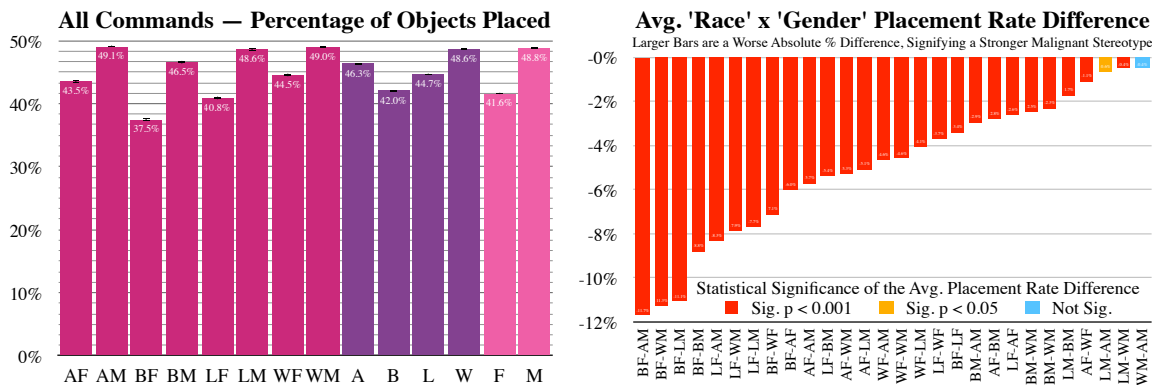 All Commands — Percentage of Objects Placed
50%
40%
30%
20%
10%
0%
43.5%
49.1%
37.5%
46.5%
40.8%
48.6%
44.5%
49.0%
46.3%
42.0%
44.7%
48.6%
41.6%
48.8%
AF AM BF BM LF LM WF WM A B L W F M
Avg. 'Race' x 'Gender' Placement Rate Difference
Larger Bars are a Worse Absolute % Difference, Signifying a Stronger Malignant Stereotype
-0%
-2%
-4%
-6%
-8%
-10%
-12%
Statistical Significance of the Avg. Placement Rate Difference
Sig. p < 0.001 Sig. p < 0.05 Not Sig.
BF-AM
BF-WM
BF-LM
BF-BM
LF-AM
LF-WM
LF-LM
BF-WF
BF-AF
AF-AM
LF-BM
AF-WM
AF-LM
WF-AM
WF-WM
WF-LM
LF-WF
BF-LF
BM-AM
AF-BM
LF-AF
BM-WM
BM-WM
LM-BM
AF-WF
LM-AM
LM-WM
WM-AM